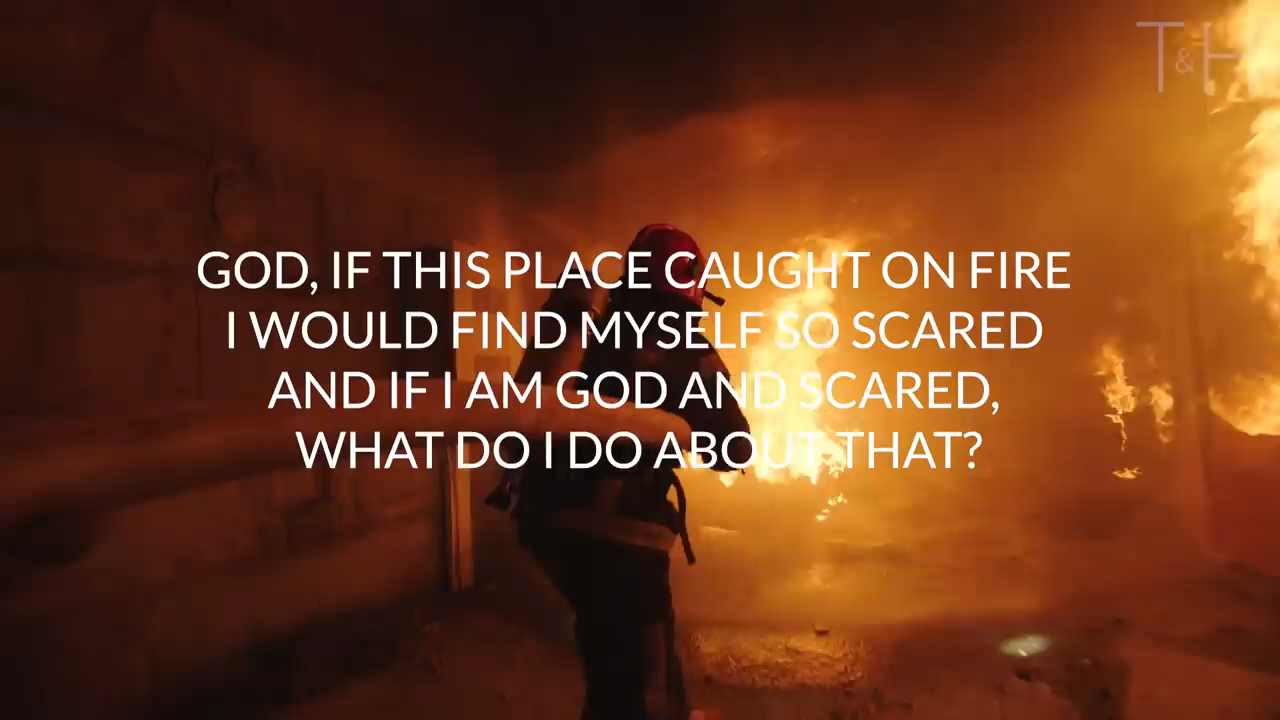 T&H
GOD, IF THIS PLACE CAUGHT ON FIRE
I WOULD FIND MYSELF SO SCARED
AND IF I AM GOD AND SCARED,
WHAT DO I DO ABOUT THAT?